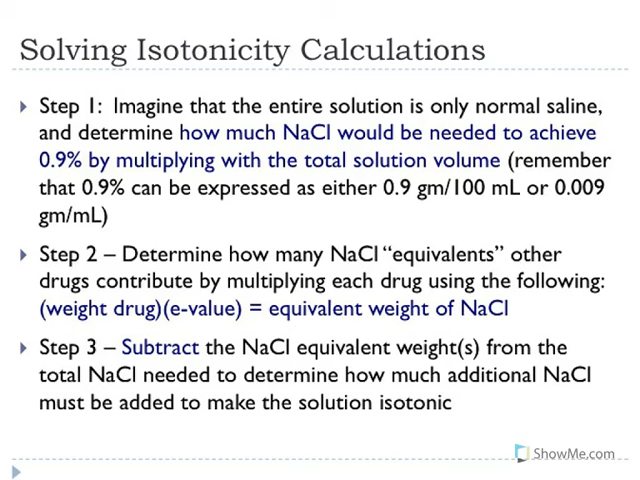 Solving Isotonicity Calculations
Step 1: Imagine that the entire solution is only normal saline,
and determine how much NaCl would be needed to achieve
0.9% by multiplying with the total solution volume (remember
that 0.9% can be expressed as either 0.9 gm/100 mL or 0.009
gm/mL)
Step 2 – Determine how many NaCl “equivalents” other
drugs contribute by multiplying each drug using the following:
(weight drug)(e-value) = equivalent weight of NaCl
Step 3 – Subtract the NaCl equivalent weight(s) from the
total NaCl needed to determine how much additional NaCl
must be added to make the solution isotonic
ShowMe.com